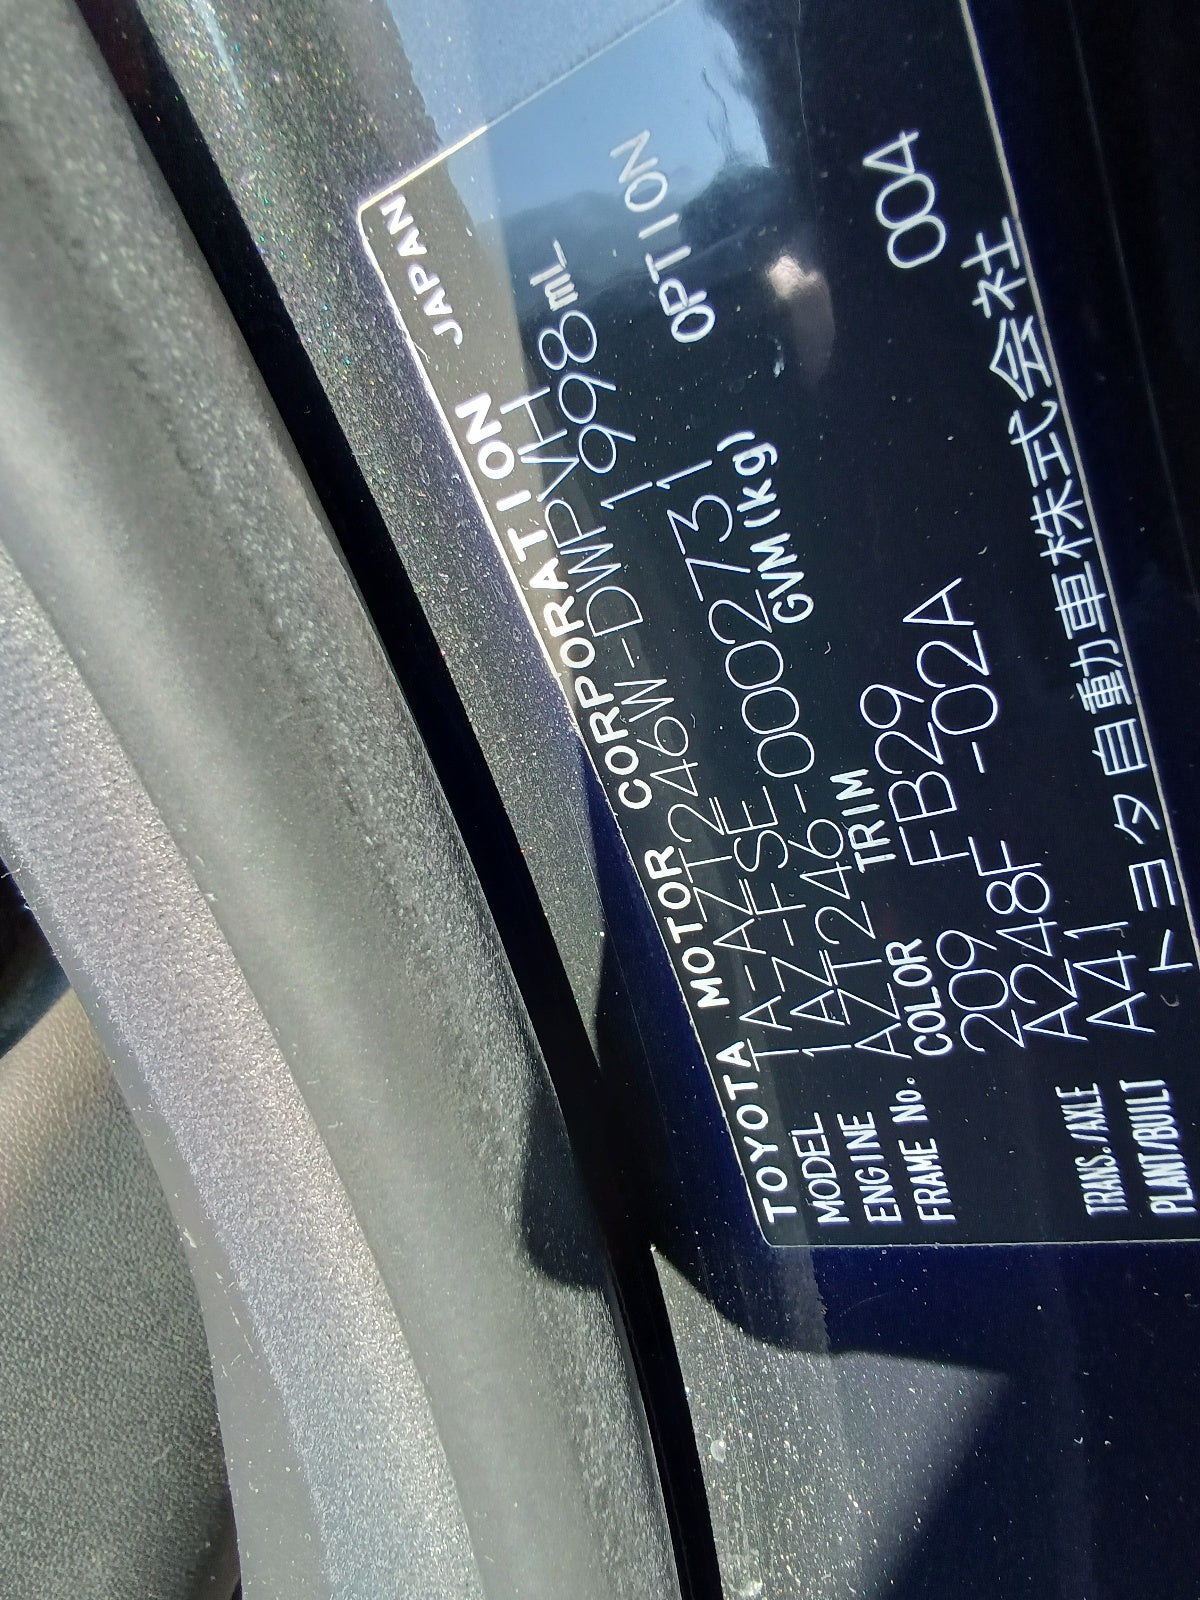 TOYOTA MOTOR CORPORATION JAPAN
MODEL TA-AZT246W-DWPVH
ENGINE 1AZ-FSE 1998mL
FRAME No. AZT246-0002731
COLOR TRIM GVM(kg) OPTION
209 FB29 00A
TRANS./AXLE A248F -02A
PLANT/BUILT A41
トヨタ自動車株式会社